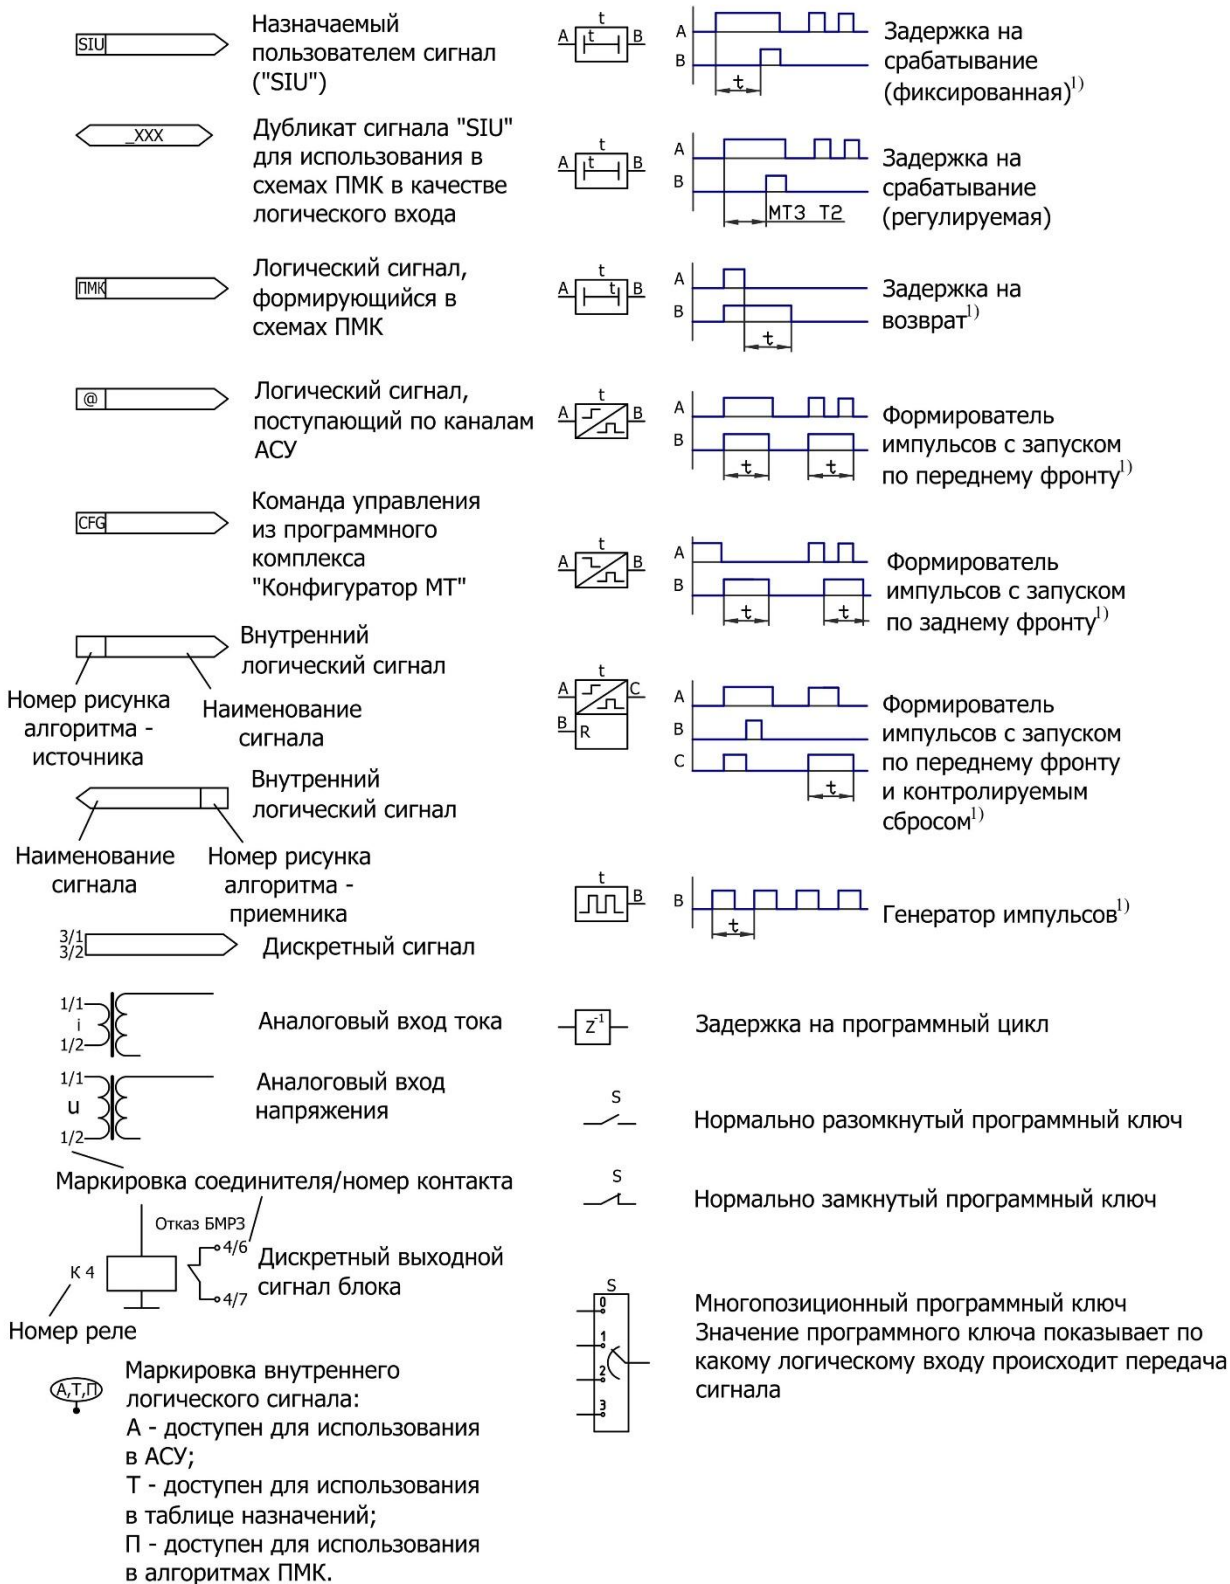 SIU
Назначаемый
пользователем сигнал
("SIU")
_XXX
Дубликат сигнала "SIU"
для использования в
схемах ПМК в качестве
логического входа
ПМК
Логический сигнал,
формирующийся в
схемах ПМК
@
Логический сигнал,
поступающий по каналам
АСУ
CFG
Команда управления
из программного
комплекса
"Конфигуратор МТ"
Внутренний
логический сигнал
Номер рисунка
алгоритма -
источника
Наименование
сигнала
Внутренний
логический сигнал
Наименование
сигнала
Номер рисунка
алгоритма -
приемника
3/1
3/2
Дискретный сигнал
1/1
i
1/2
Аналоговый вход тока
1/1
u
1/2
Аналоговый вход
напряжения
Маркировка соединителя/номер контакта
Отказ БМРЗ
К 4
4/6
4/7
Дискретный выходной
сигнал блока
Номер реле
А,Т,П
Маркировка внутреннего
логического сигнала:
А - доступен для использования
в АСУ;
Т - доступен для использования
в таблице назначений;
П - доступен для использования
в алгоритмах ПМК.
t
A t B
A
B
t
Задержка на
срабатывание
(фиксированная)1)
t
A t B
A
B
МТЗ Т2
Задержка на
срабатывание
(регулируемая)
t
A t B
A
B
t
Задержка на
возврат1)
t
A B
A
B
t t
Формирователь
импульсов с запуском
по переднему фронту1)
t
A B
A
B
t t
Формирователь
импульсов с запуском
по заднему фронту1)
t
A C
B R
A
B
C
t
Формирователь
импульсов с запуском
по переднему фронту
и контролируемым
сбросом1)
t
B
B
t
Генератор импульсов1)
Z-1
Задержка на программный цикл
S
Нормально разомкнутый программный ключ
S
Нормально замкнутый программный ключ
S
0
1
2
3
Многопозиционный программный ключ
Значение программного ключа показывает по
какому логическому входу происходит передача
сигнала